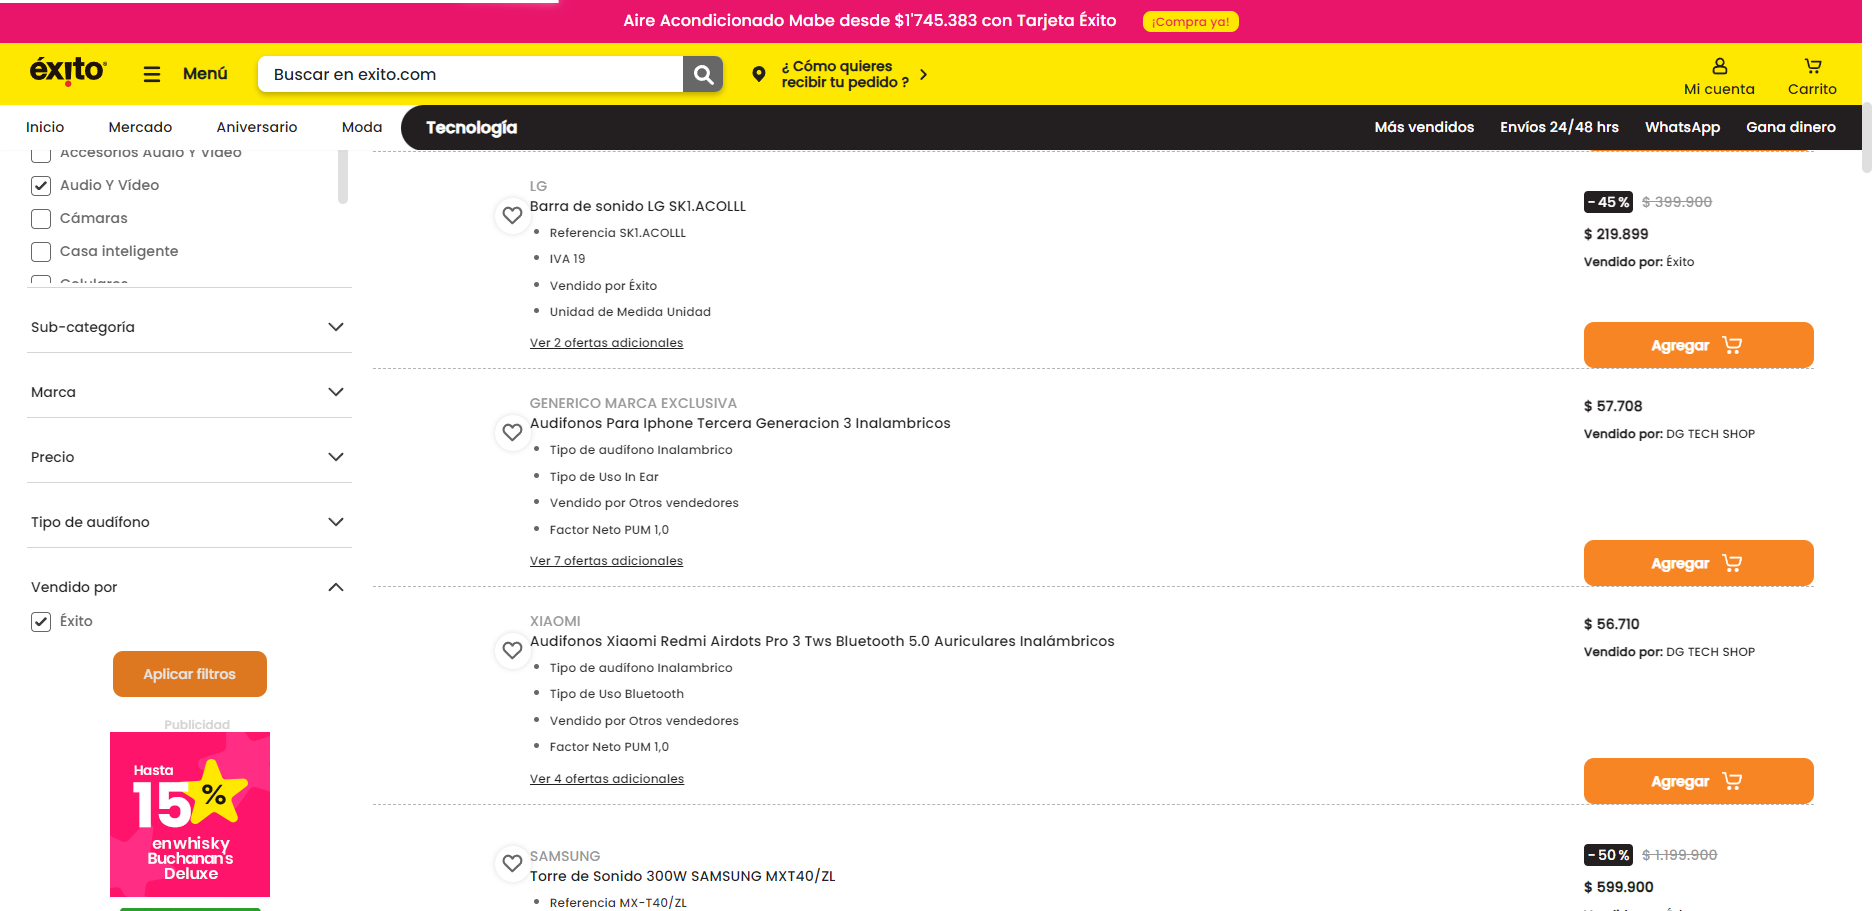 Aire Acondicionado Mabe desde $1'745.383 con Tarjeta Éxito
¡Compra ya!
éxito
Menú
Buscar en exito.com
¿ Cómo quieres
recibir tu pedido ?
Mi cuenta
Carrito
Inicio
Mercado
Aniversario
Moda
Tecnología
Más vendidos
Envíos 24/48 hrs
WhatsApp
Gana dinero
Accesorios Audio Y Video
Audio Y Vídeo
Cámaras
Casa inteligente
Celulares
Sub-categoría
Marca
Precio
Tipo de audífono
Vendido por
Éxito
Aplicar filtros
Publicidad
Hasta
15%
en whisky
Buchanan's
Deluxe
LG
Barra de sonido LG SK1.ACOLLL
Referencia SK1.ACOLLL
IVA 19
Vendido por Éxito
Unidad de Medida Unidad
Ver 2 ofertas adicionales
-45% $ 399.900
$ 219.899
Vendido por: Éxito
Agregar
GENERICO MARCA EXCLUSIVA
Audifonos Para Iphone Tercera Generacion 3 Inalambricos
Tipo de audífono Inalambrico
Tipo de Uso In Ear
Vendido por Otros vendedores
Factor Neto PUM 1,0
Ver 7 ofertas adicionales
$ 57.708
Vendido por: DG TECH SHOP
Agregar
XIAOMI
Audifonos Xiaomi Redmi Airdots Pro 3 Tws Bluetooth 5.0 Auriculares Inalámbricos
Tipo de audífono Inalambrico
Tipo de Uso Bluetooth
Vendido por Otros vendedores
Factor Neto PUM 1,0
Ver 4 ofertas adicionales
$ 56.710
Vendido por: DG TECH SHOP
Agregar
SAMSUNG
Torre de Sonido 300W SAMSUNG MXT40/ZL
Referencia MX-T40/ZL
-50% $ 1.199.900
$ 599.900